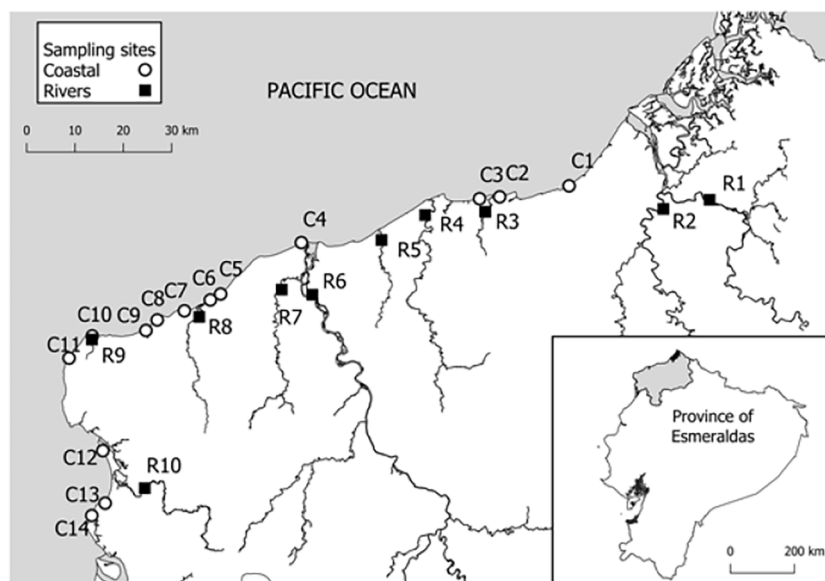 Sampling sites
Coastal
Rivers
PACIFIC OCEAN
0 10 20 30 km
C1
C3 C2
R1
R4 R3 R2
C4
R5
C7 C6 C5
R6
C10 C9 C8
R7
R8
C11 R9
Province of
Esmeraldas
C12
R10
C13
C14
0 200 km